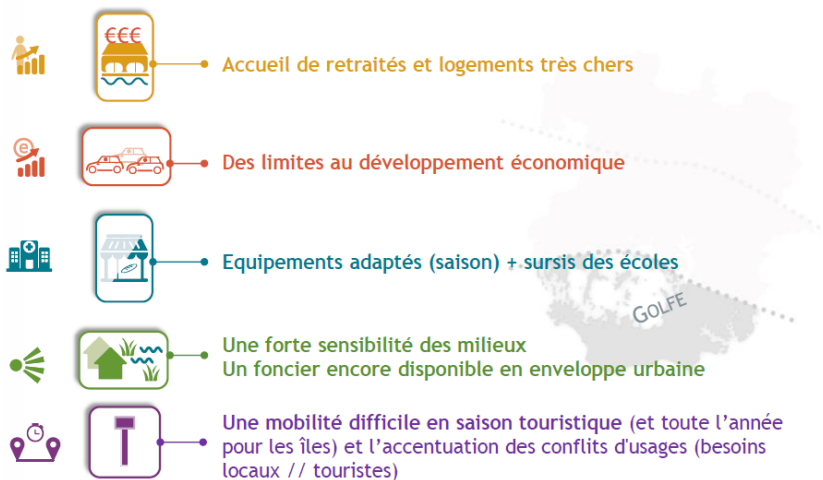 €€€
Accueil de retraités et logements très chers
e
Des limites au développement économique
Equipements adaptés (saison) + sursis des écoles
GOLFE
Une forte sensibilité des milieux
Un foncier encore disponible en enveloppe urbaine
Une mobilité difficile en saison touristique (et toute l'année
pour les îles) et l'accentuation des conflits d'usages (besoins
locaux // touristes)